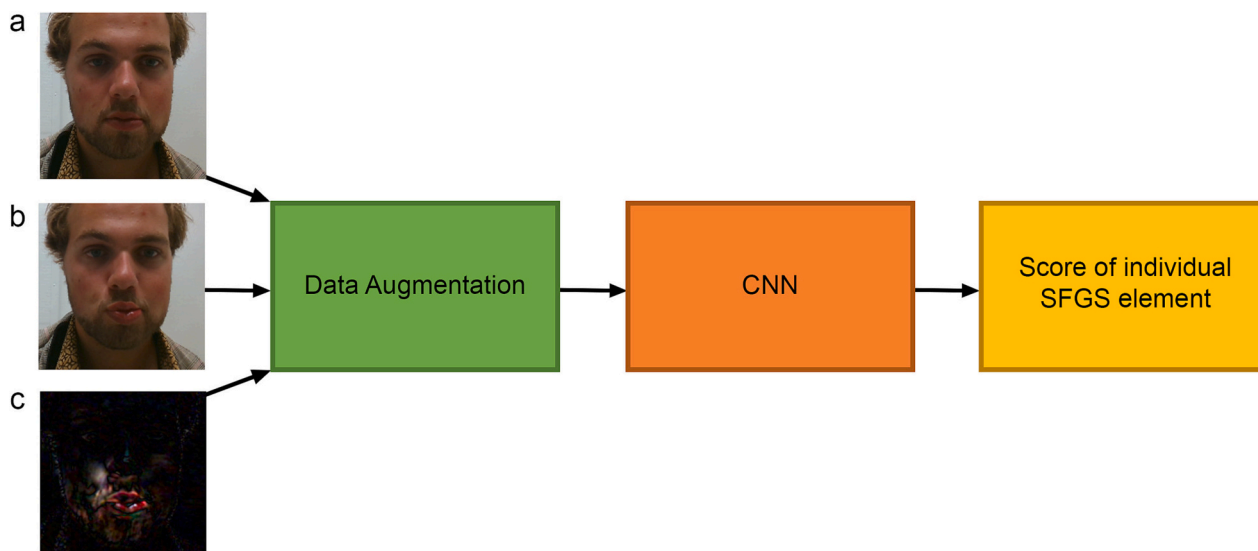 a
b
c
Data Augmentation
CNN
Score of individual
SFGS element